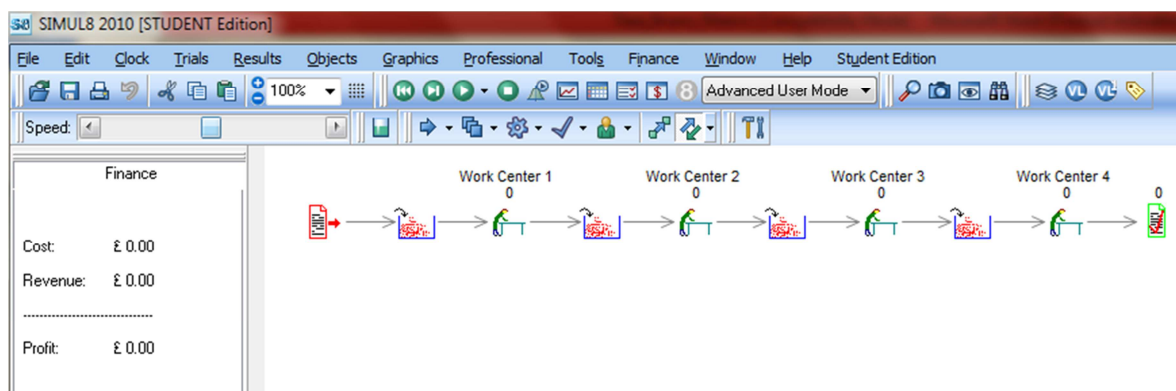 SIMUL8 2010 [STUDENT Edition]
File Edit Clock Trials Results Objects Graphics Professional Tools Finance Window Help Student Edition
100% Advanced User Mode
Speed:
Finance
Cost: £ 0.00
Revenue: £ 0.00
--------------------------------
Profit: £ 0.00
Work Center 1 Work Center 2 Work Center 3 Work Center 4
0 0 0 0 0